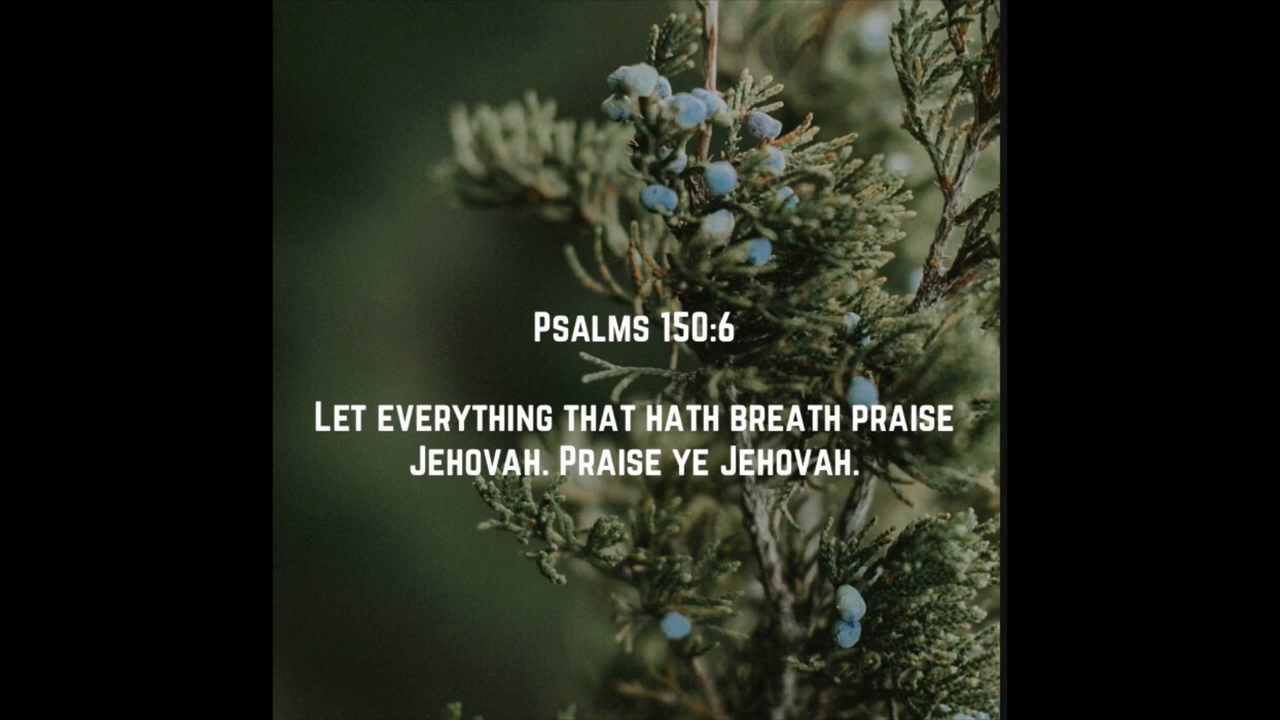 Psalms 150:6
Let everything that hath breath praise
Jehovah. Praise ye Jehovah.